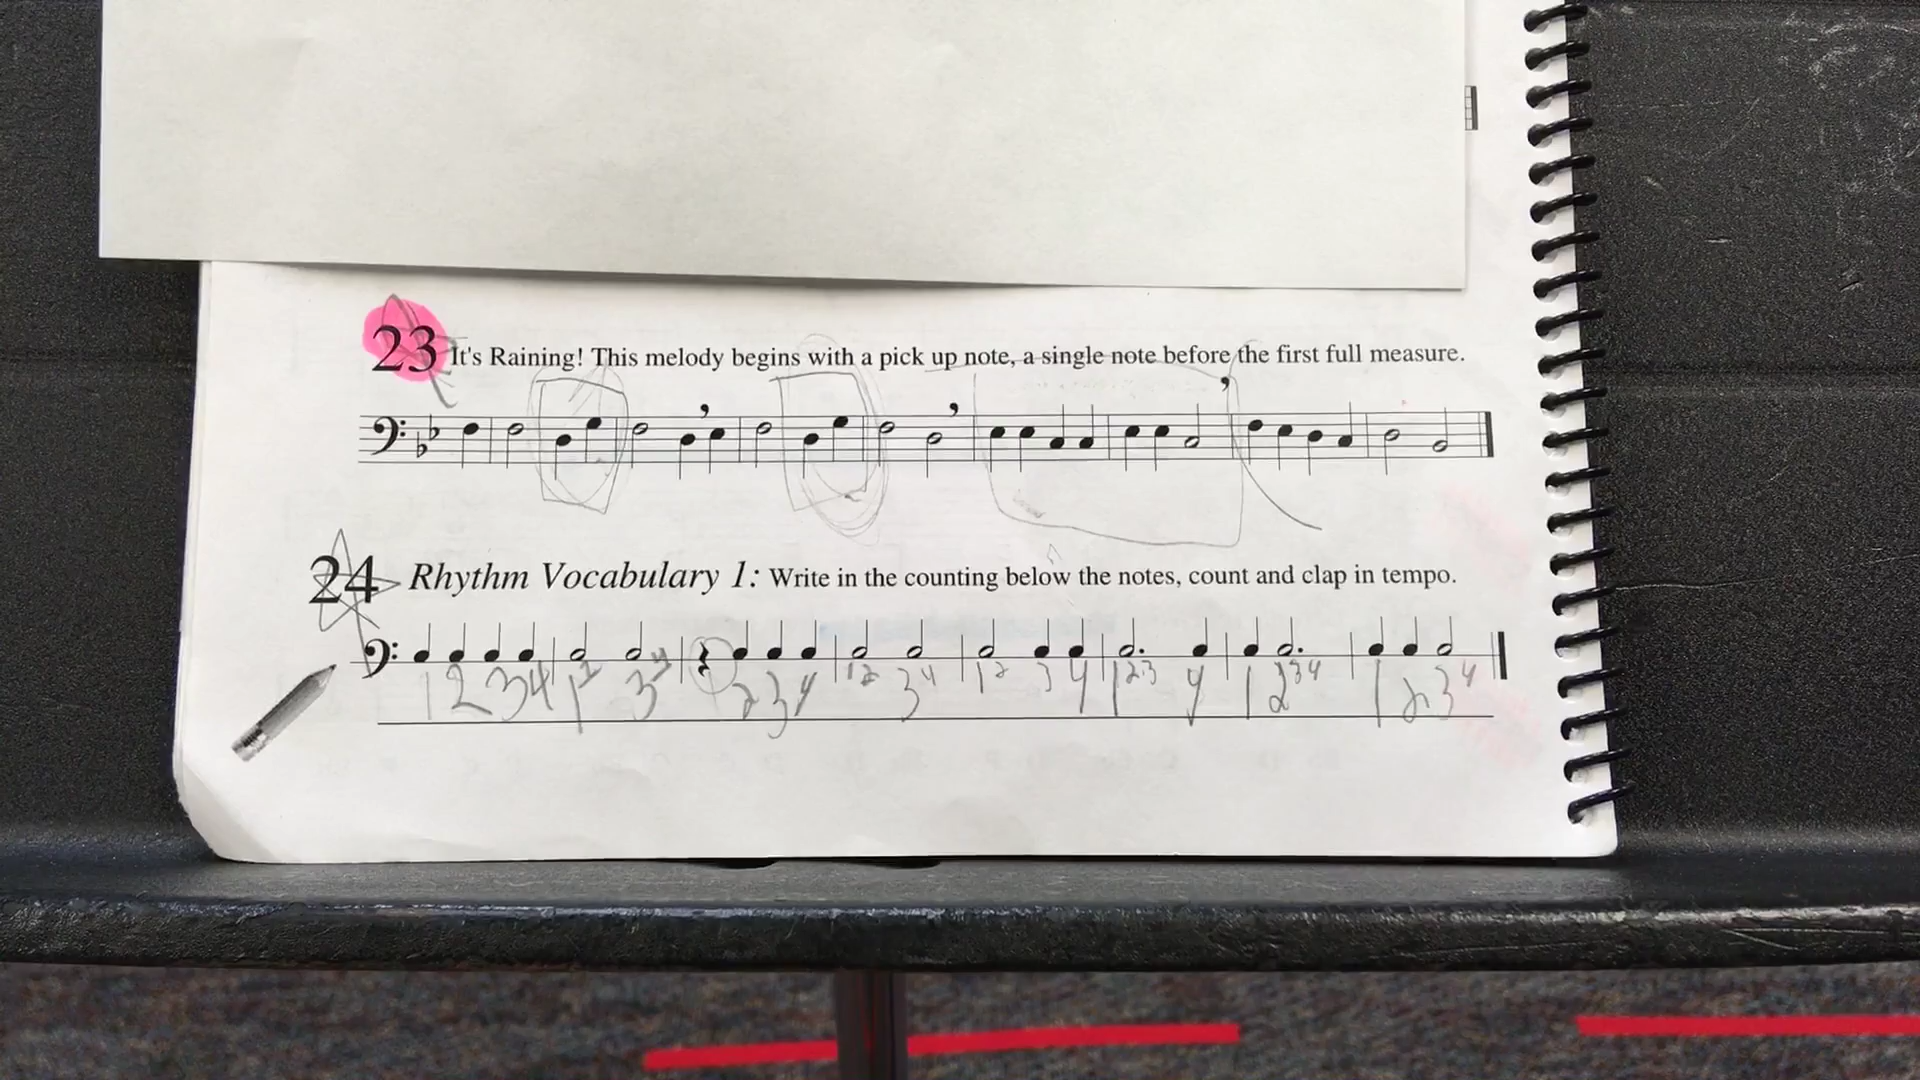 23 It's Raining! This melody begins with a pick up note, a single note before the first full measure.
24 Rhythm Vocabulary 1: Write in the counting below the notes, count and clap in tempo.
1 2 3 4 1 2 3 4 2 3 4 1 2 3 4 1 2 3 4 1 2 3 4 1 2 3 4 1 2 3 4